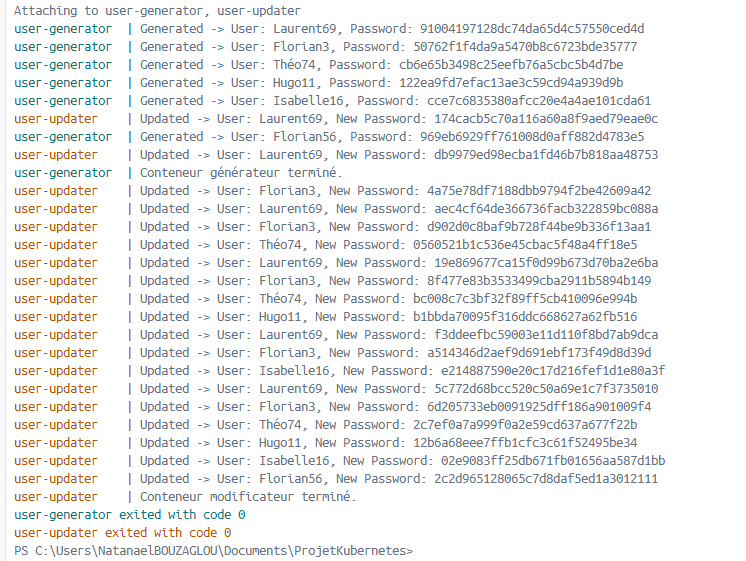 Attaching to user-generator, user-updater
user-generator | Generated -> User: Laurent69, Password: 91004197128dc74da65d4c57550ced4d
user-generator | Generated -> User: Florian3, Password: 50762f1f4da9a5470b8c6723bde35777
user-generator | Generated -> User: Théo74, Password: cb6e65b3498c25eefb76a5cbc5b4d7be
user-generator | Generated -> User: Hugo11, Password: 122ea9fd7efac13ae3c59cd94a939d9b
user-generator | Generated -> User: Isabelle16, Password: cce7c6835380afcc20e4a4ae101cda61
user-updater | Updated -> User: Laurent69, New Password: 174cacb5c70a116a60a8f9aed79eae0c
user-generator | Generated -> User: Florian56, Password: 969eb6929ff761008d0aff882d4783e5
user-updater | Updated -> User: Laurent69, New Password: db9979ed98ecba1fd46b7b818aa48753
user-generator | Conteneur générateur terminé.
user-updater | Updated -> User: Florian3, New Password: 4a75e78df7188dbb9794f2be42609a42
user-updater | Updated -> User: Laurent69, New Password: aec4cf64de366736facb322859bc088a
user-updater | Updated -> User: Florian3, New Password: d902d0c8baf9b728f44be9b336f13aa1
user-updater | Updated -> User: Théo74, New Password: 0560521b1c536e45cbac5f48a4ff18e5
user-updater | Updated -> User: Laurent69, New Password: 19e869677ca15f0d99b673d70ba2e6ba
user-updater | Updated -> User: Florian3, New Password: 8f477e83b3533499cba2911b5894b149
user-updater | Updated -> User: Théo74, New Password: bc008c7c3bf32f89ff5cb410096e994b
user-updater | Updated -> User: Hugo11, New Password: b1bbda70095f316ddc668627a62fb516
user-updater | Updated -> User: Laurent69, New Password: f3ddeefbc59003e11d110f8bd7ab9dca
user-updater | Updated -> User: Florian3, New Password: a514346d2aef9d691ebf173f49d8d39d
user-updater | Updated -> User: Isabelle16, New Password: e214887590e20c17d216fef1d1e80a3f
user-updater | Updated -> User: Laurent69, New Password: 5c772d68bcc520c50a69e1c7f3735010
user-updater | Updated -> User: Florian3, New Password: 6d205733eb0091925dff186a901009f4
user-updater | Updated -> User: Théo74, New Password: 2c7ef0a7a999f0a2e59cd637a677f22b
user-updater | Updated -> User: Hugo11, New Password: 12b6a68eee7ffb1cfc3c61f52495be34
user-updater | Updated -> User: Isabelle16, New Password: 02e9083ff25db671fb01656aa587d1bb
user-updater | Updated -> User: Florian56, New Password: 2c2d965128065c7d8daf5ed1a3012111
user-updater | Conteneur modificateur terminé.
user-generator exited with code 0
user-updater exited with code 0
PS C:\Users\NatanaelBOUZAGLOU\Documents\ProjetKubernetes>